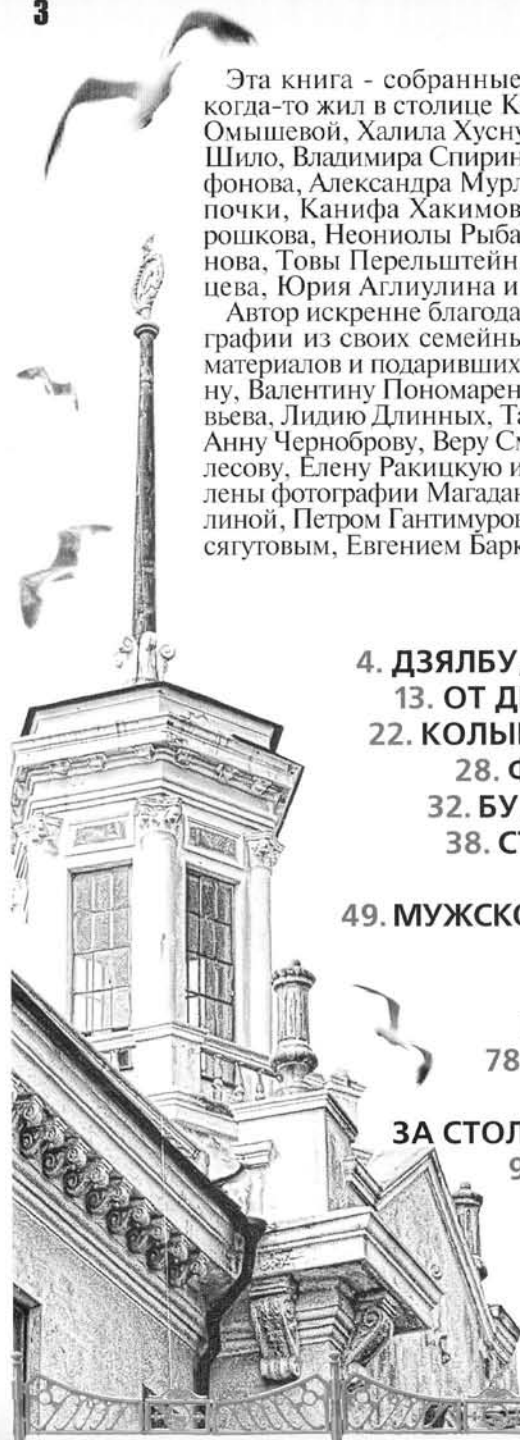 3
Эта книга - собранные
когда-то жил в столице К
Омышевой, Халила Хусну
Шило, Владимира Спирин
фонова, Александра Мурл
почки, Канифа Хакимов
рошкова, Неониолы Рыба
нова, Товы Перельштейн
цева, Юрия Аглиулина и
Автор искренне благода
графии из своих семейны
материалов и подаривших
ну, Валентину Пономарен
вьева, Лидию Длинных, Та
Анну Черноброву, Веру См
лесову, Елену Ракицкую и
лены фотографии Магадан
линой, Петром Гантимуров
сягутовым, Евгением Барк
4. ДЗЯЛБУ
13. ОТ Д
22. КОЛЫ
28.
32. БУ
38. СТ
49. МУЖСКО
78
ЗА СТОЛ
9